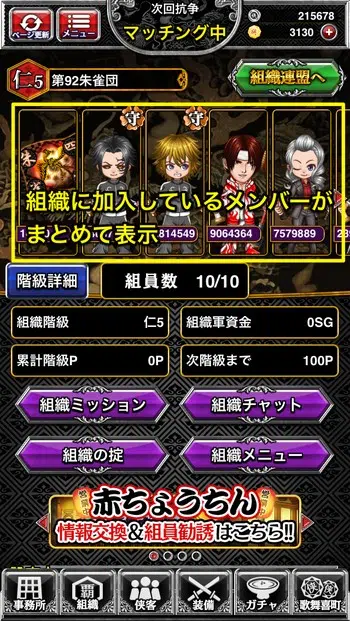 次回抗争
マッチング中
ページ更新
メニュー
215678
3130
仁5
第92朱雀団
組織連盟へ
守
守
組織に加入しているメンバーが
まとめて表示
814549
9064364
7579889
階級詳細
組員数 10/10
組織階級 仁5
組織軍資金 0SG
累計階級P 0P
次階級まで 100P
組織ミッション
組織チャット
組織の掟
組織メニュー
赤ちょうちん
情報交換&組員勧誘はこちら!!
事務所
組織
侠客
装備
ガチャ
歌舞喜町